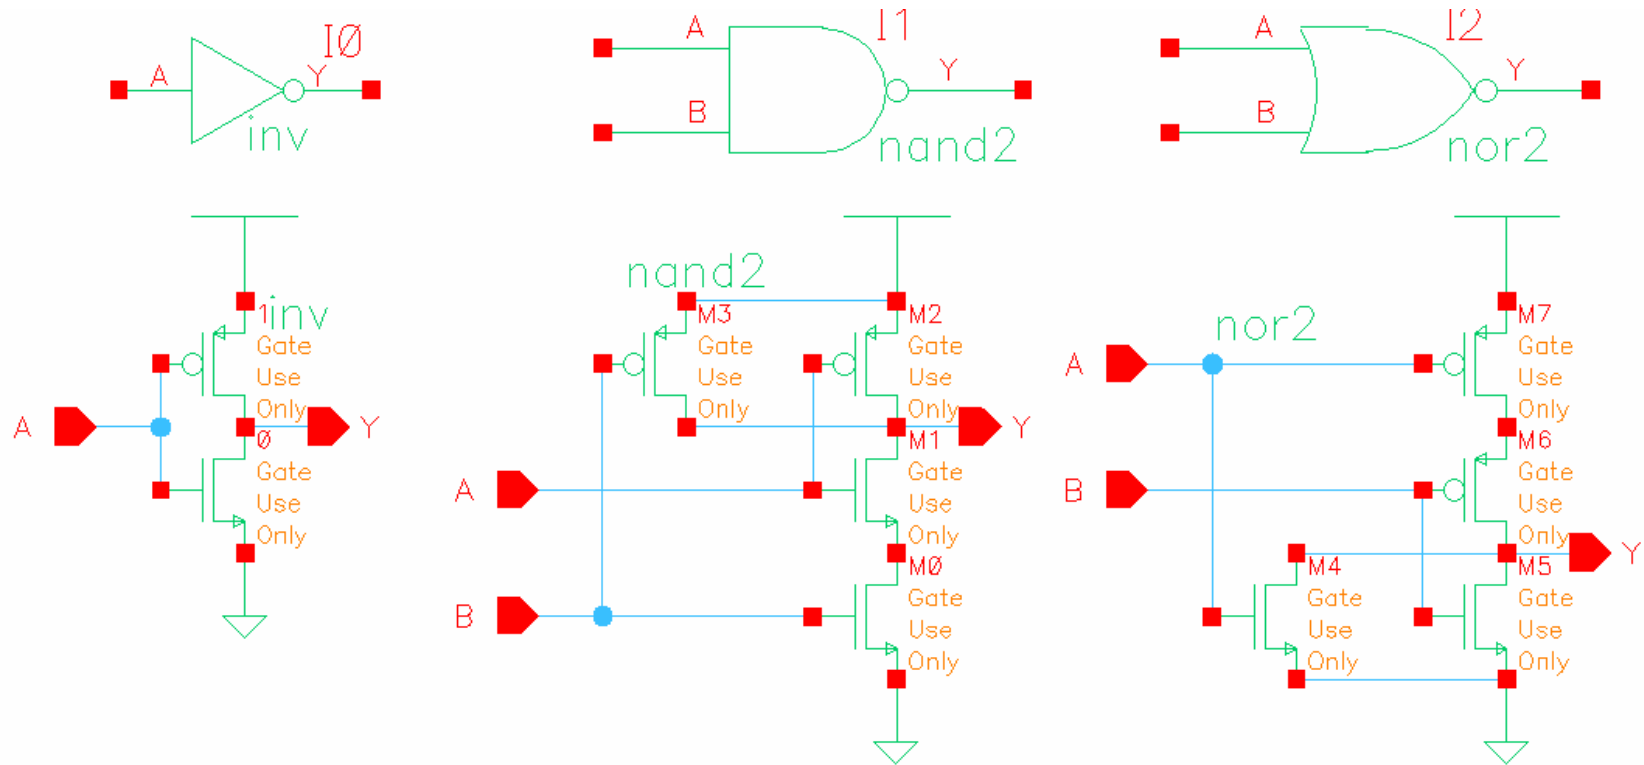 I0
A
Y
inv
I1
A
Y
B
nand2
I2
A
Y
B
nor2
1
inv
Gate
Use
Only
A
Y
0
Gate
Use
Only
nand2
M3
Gate
Use
Only
M2
Gate
Use
Only
Y
M1
Gate
Use
Only
A
M0
Gate
Use
Only
B
nor2
M7
Gate
Use
Only
A
M6
Gate
Use
Only
B
Y
M4
Gate
Use
Only
M5
Gate
Use
Only